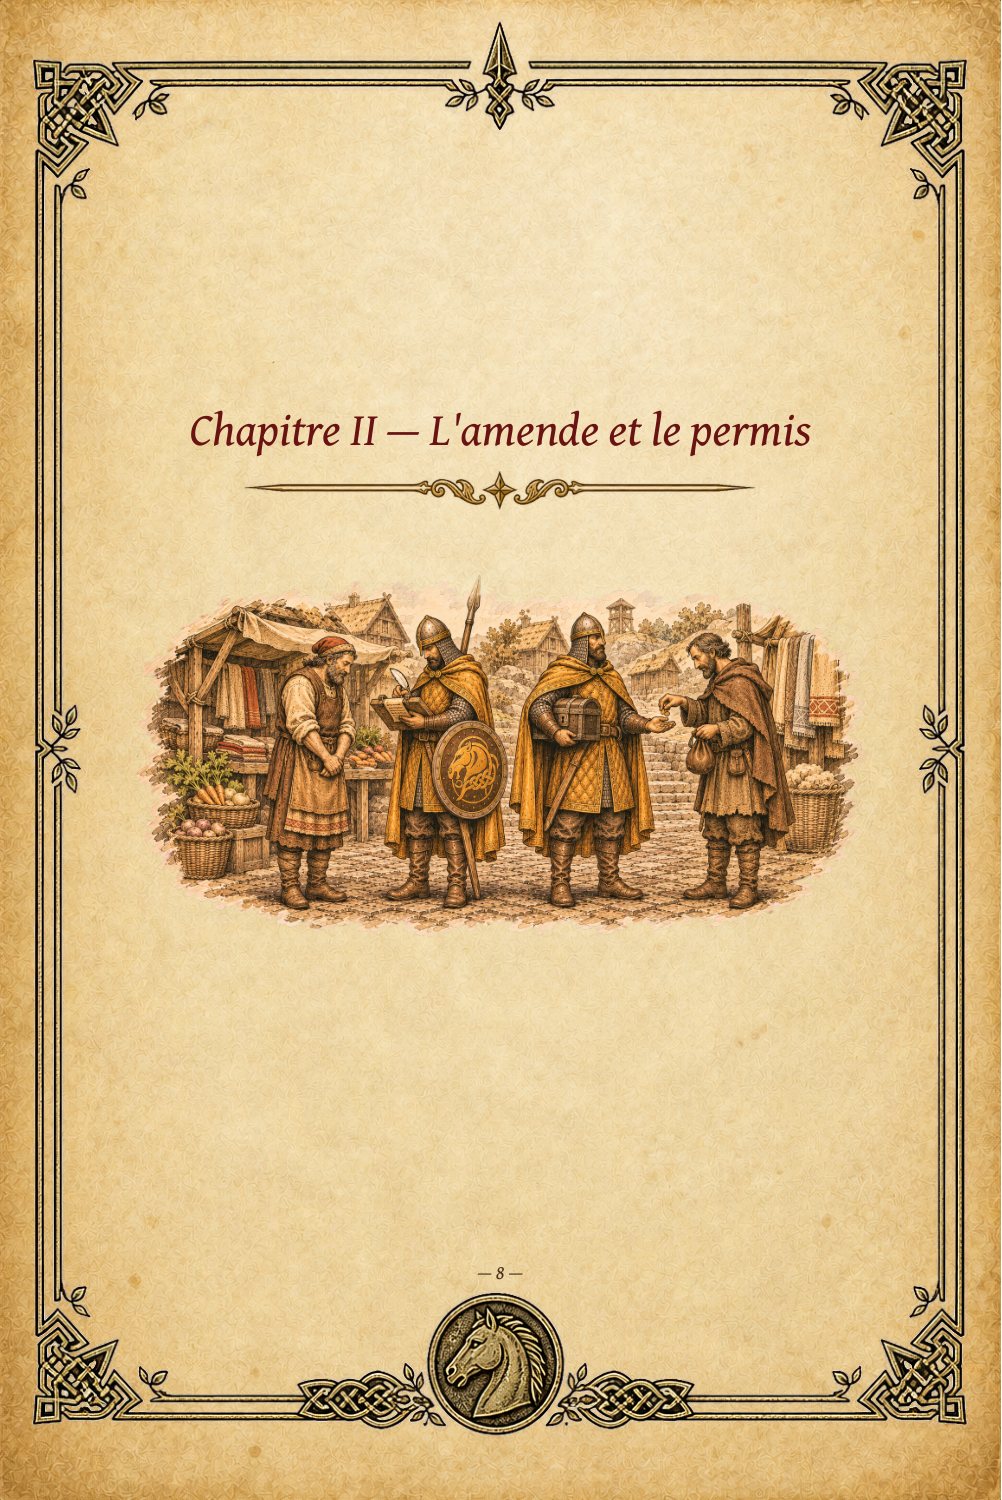 Chapitre II — L'amende et le permis
— 8 —